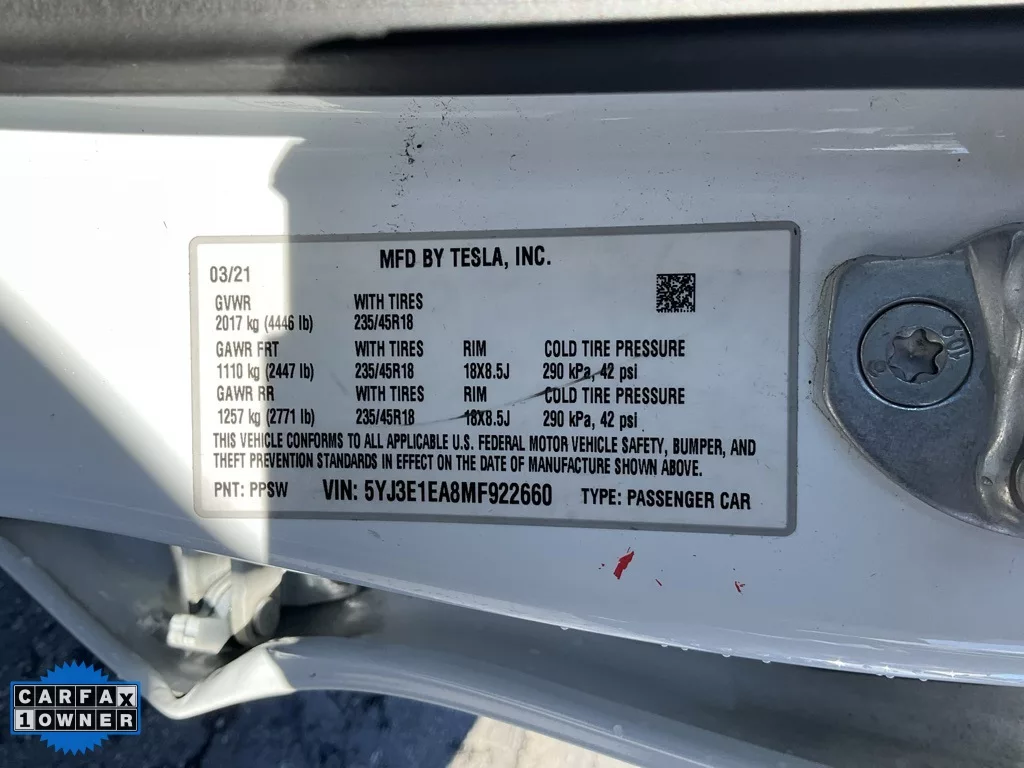 MFD BY TESLA, INC.
03/21
GVWR WITH TIRES
2017 kg (4446 lb) 235/45R18
GAWR FRT WITH TIRES RIM COLD TIRE PRESSURE
1110 kg (2447 lb) 235/45R18 18X8.5J 290 kPa, 42 psi
GAWR RR WITH TIRES RIM COLD TIRE PRESSURE
1257 kg (2771 lb) 235/45R18 18X8.5J 290 kPa, 42 psi
THIS VEHICLE CONFORMS TO ALL APPLICABLE U.S. FEDERAL MOTOR VEHICLE SAFETY, BUMPER, AND
THEFT PREVENTION STANDARDS IN EFFECT ON THE DATE OF MANUFACTURE SHOWN ABOVE.
PNT: PPSW VIN: 5YJ3E1EA8MF922660 TYPE: PASSENGER CAR
10.9
CARFAX
1 OWNER